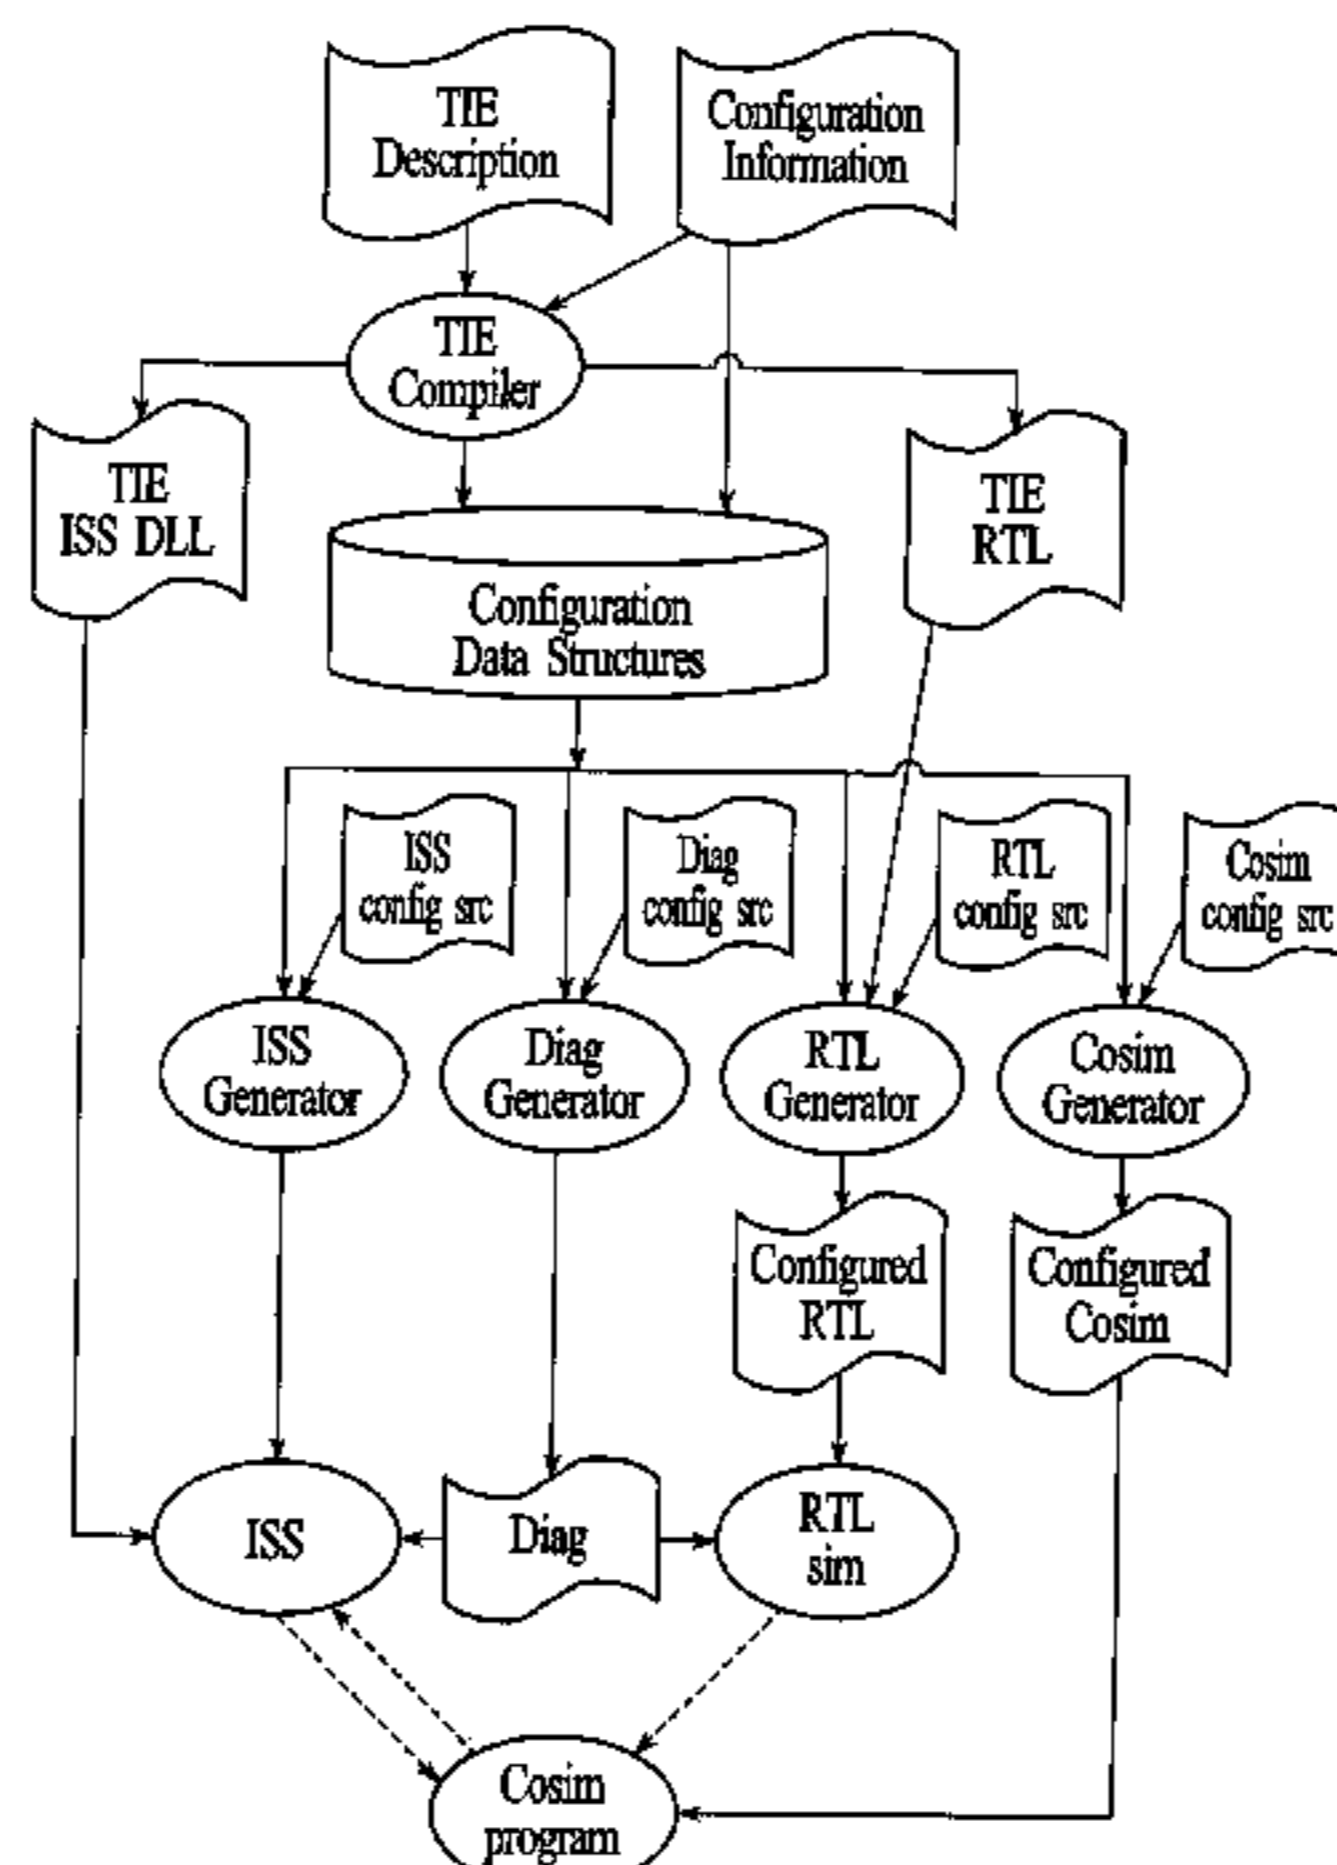 TIE
Description
Configuration
Information
TIE
Compiler
TIE
ISS DLL
TIE
RTL
Configuration
Data Structures
ISS
config src
Diag
config src
RTL
config src
Cosim
config src
ISS
Generator
Diag
Generator
RTL
Generator
Cosim
Generator
Configured
RTL
Configured
Cosim
ISS
Diag
RTL
sim
Cosim
program